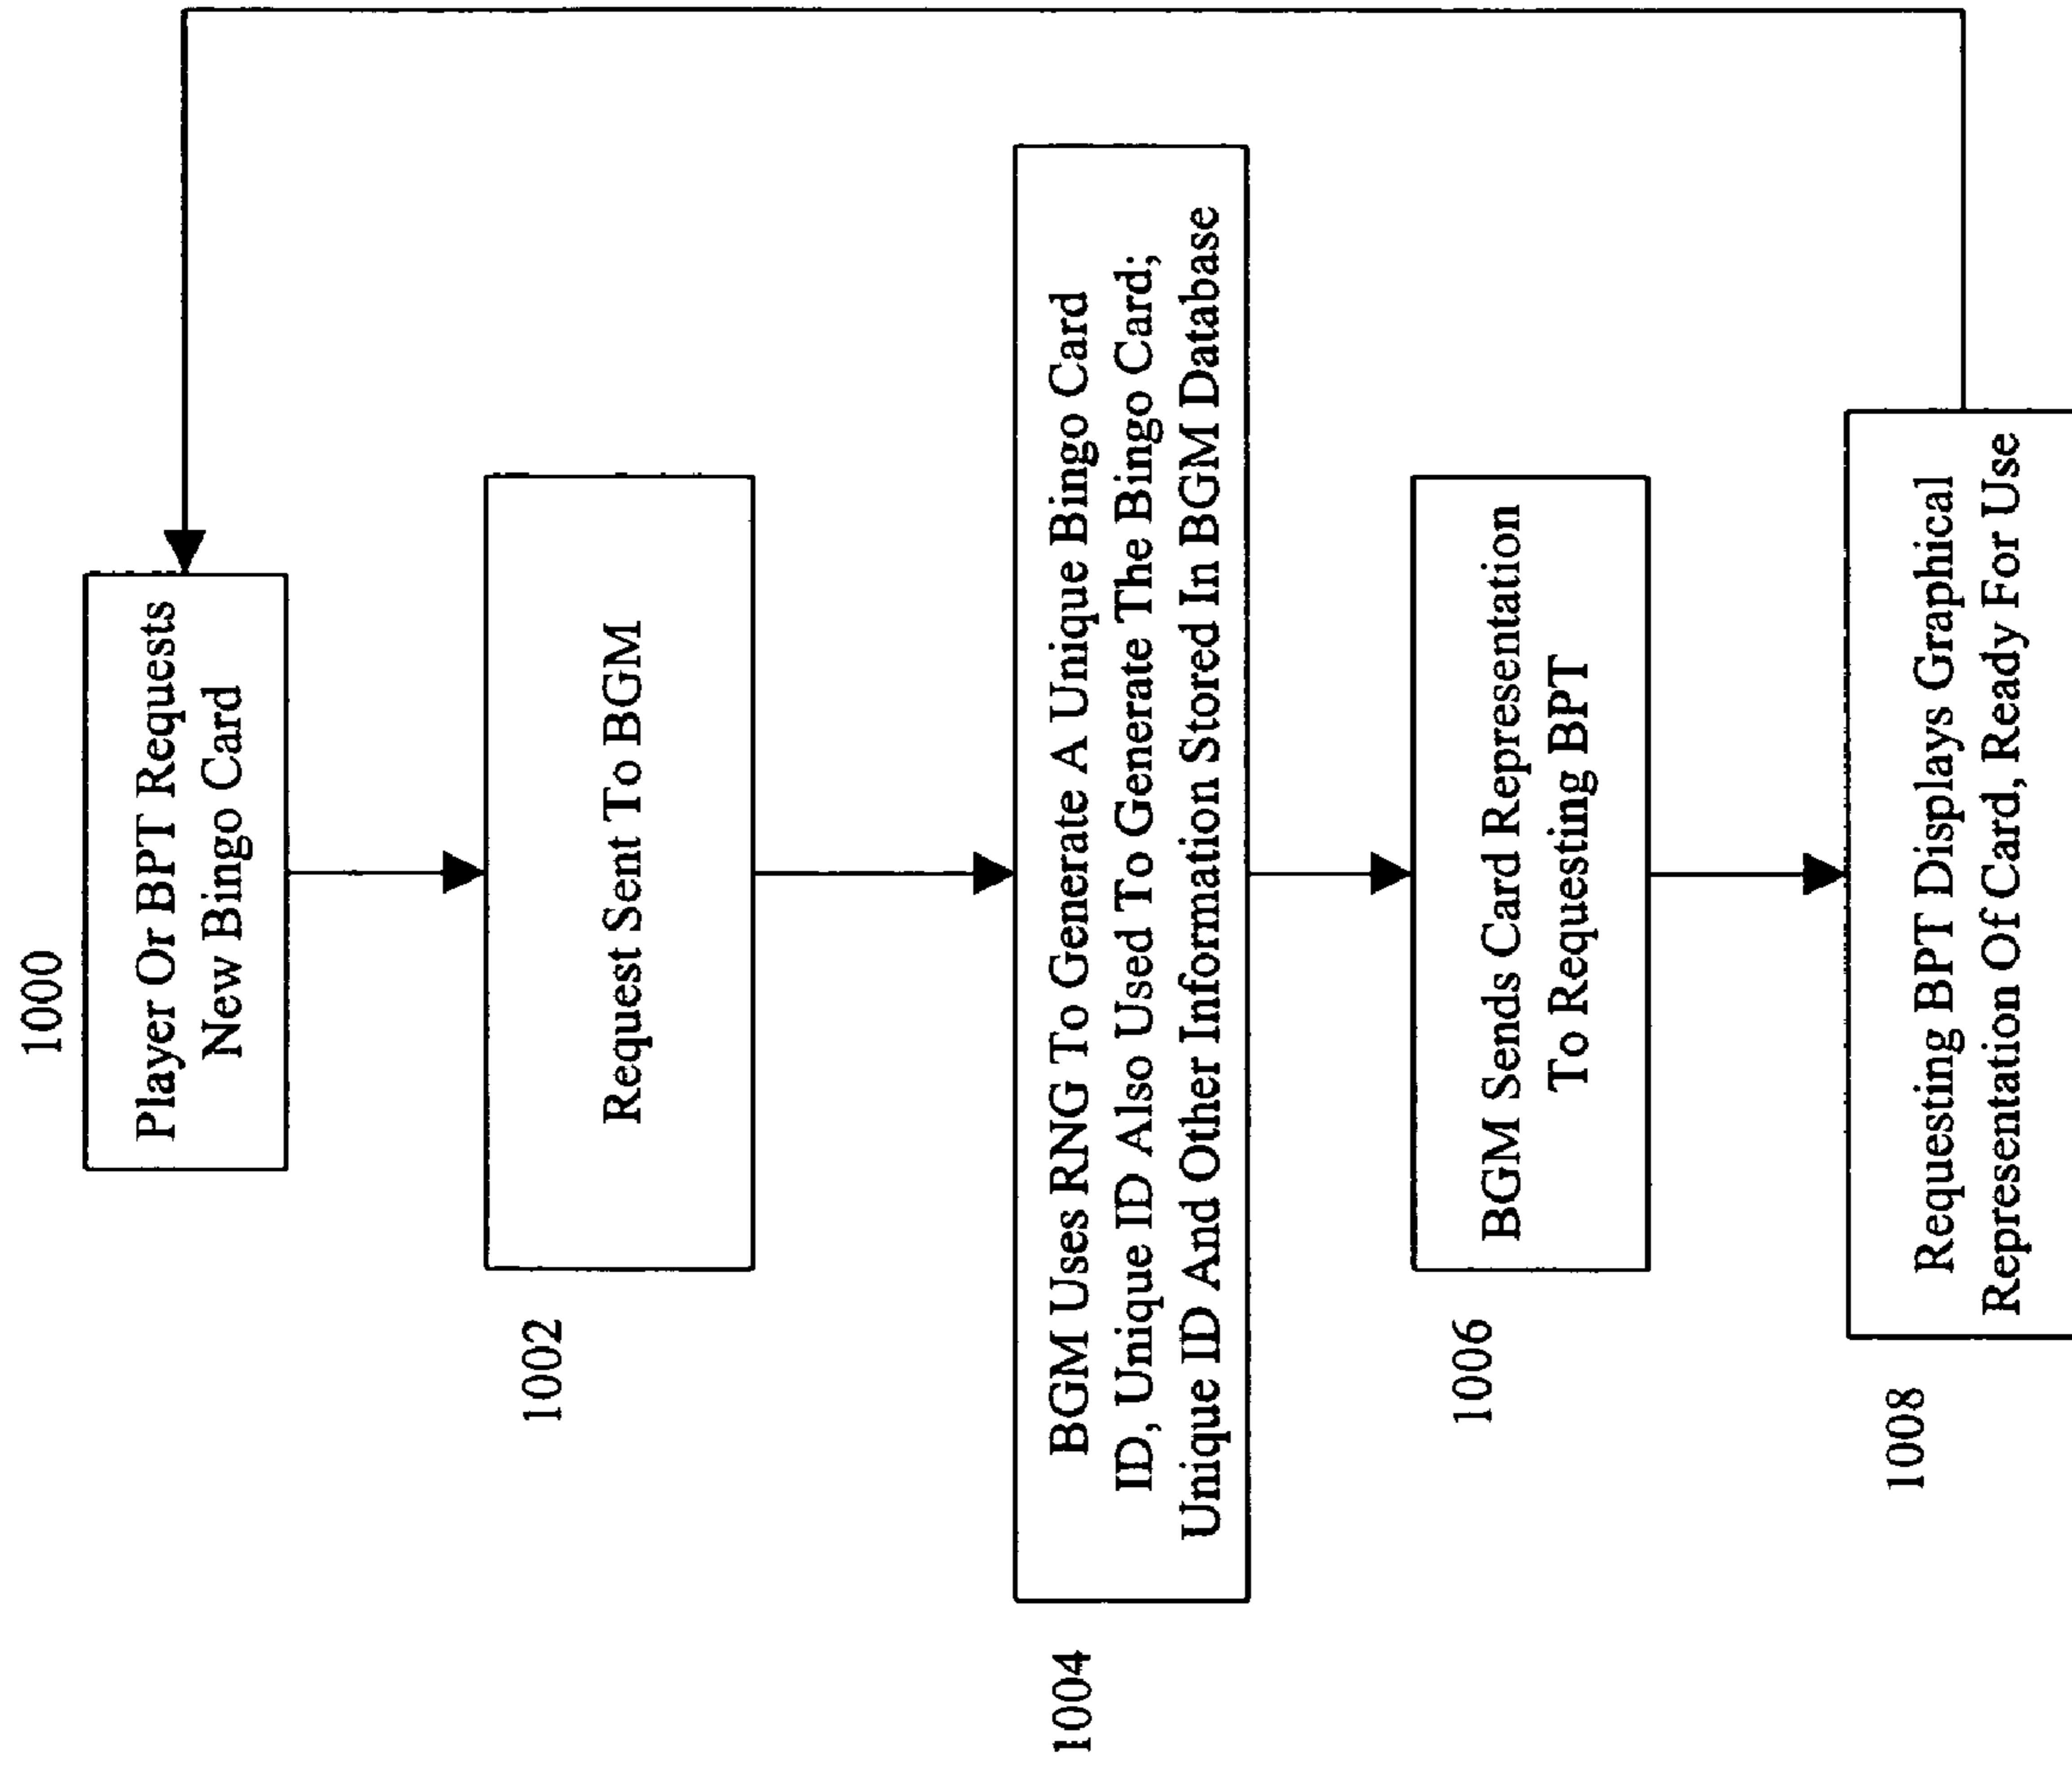 1000
Player Or BPT Requests
New Bingo Card
1002
Request Sent To BGM
1004
BGM Uses RNG To Generate A Unique Bingo Card
ID, Unique ID Also Used To Generate The Bingo Card;
Unique ID And Other Information Stored In BGM Database
1006
BGM Sends Card Representation
To Requesting BPT
1008
Requesting BPT Displays Graphical
Representation Of Card, Ready For Use